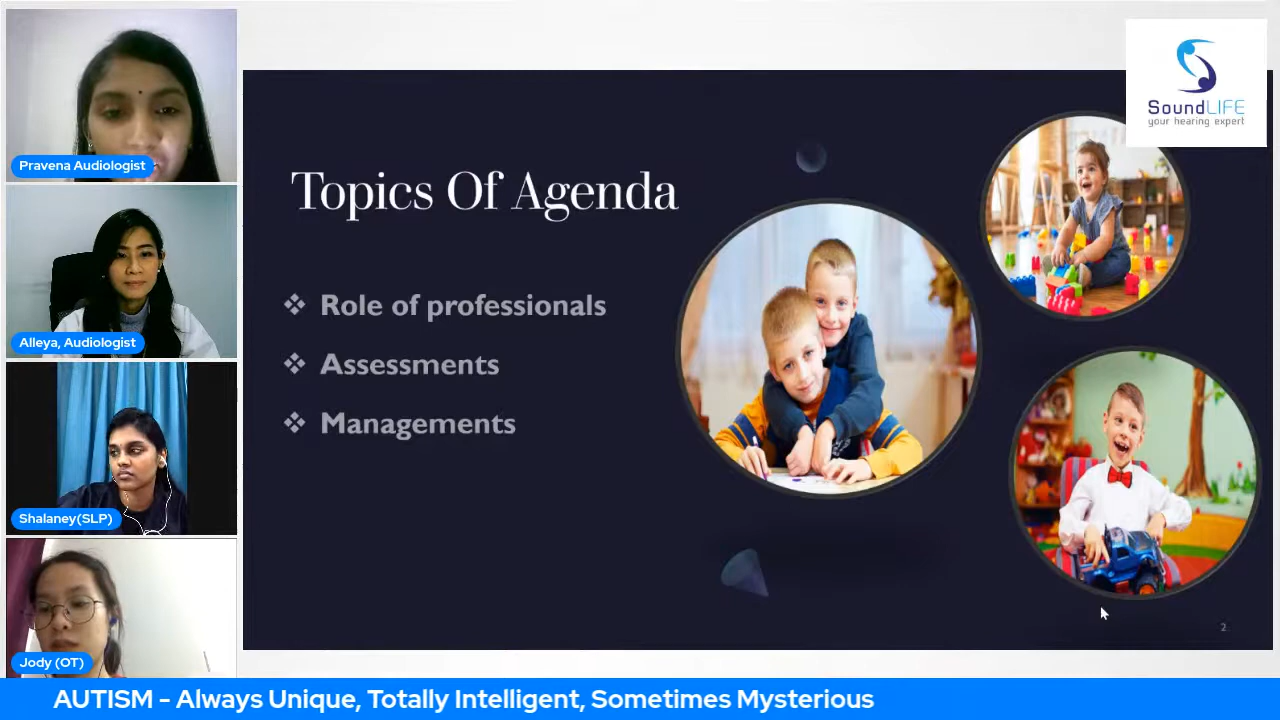 Pravena Audiologist
Alleya, Audiologist
Shalaney(SLP)
Jody (OT)
SoundLIFE
your hearing expert
Topics Of Agenda
❖ Role of professionals
❖ Assessments
❖ Managements
2
AUTISM - Always Unique, Totally Intelligent, Sometimes Mysterious